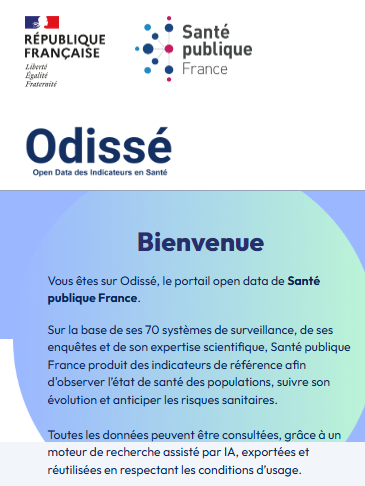 RÉPUBLIQUE
FRANÇAISE
Liberté
Égalité
Fraternité
Santé
publique
France
Odissé
Open Data des Indicateurs en Santé
Bienvenue
Vous êtes sur Odissé, le portail open data de Santé
publique France.
Sur la base de ses 70 systèmes de surveillance, de ses
enquêtes et de son expertise scientifique, Santé publique
France produit des indicateurs de référence afin
d'observer l'état de santé des populations, suivre son
évolution et anticiper les risques sanitaires.
Toutes les données peuvent être consultées, grâce à un
moteur de recherche assisté par IA, exportées et
réutilisées en respectant les conditions d'usage.